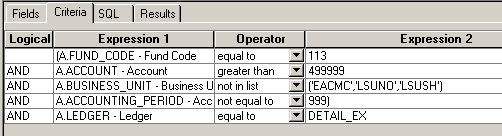 Fields Criteria SQL Results
Logical Expression 1 Operator Expression 2
(A.FUND_CODE - Fund Code equal to 113
AND A.ACCOUNT - Account greater than 499999
AND A.BUSINESS_UNIT - Business U not in list ('EACMC','LSUNO','LSUSH')
AND A.ACCOUNTING_PERIOD - Acc not equal to 999)
AND A.LEDGER - Ledger equal to DETAIL_EX